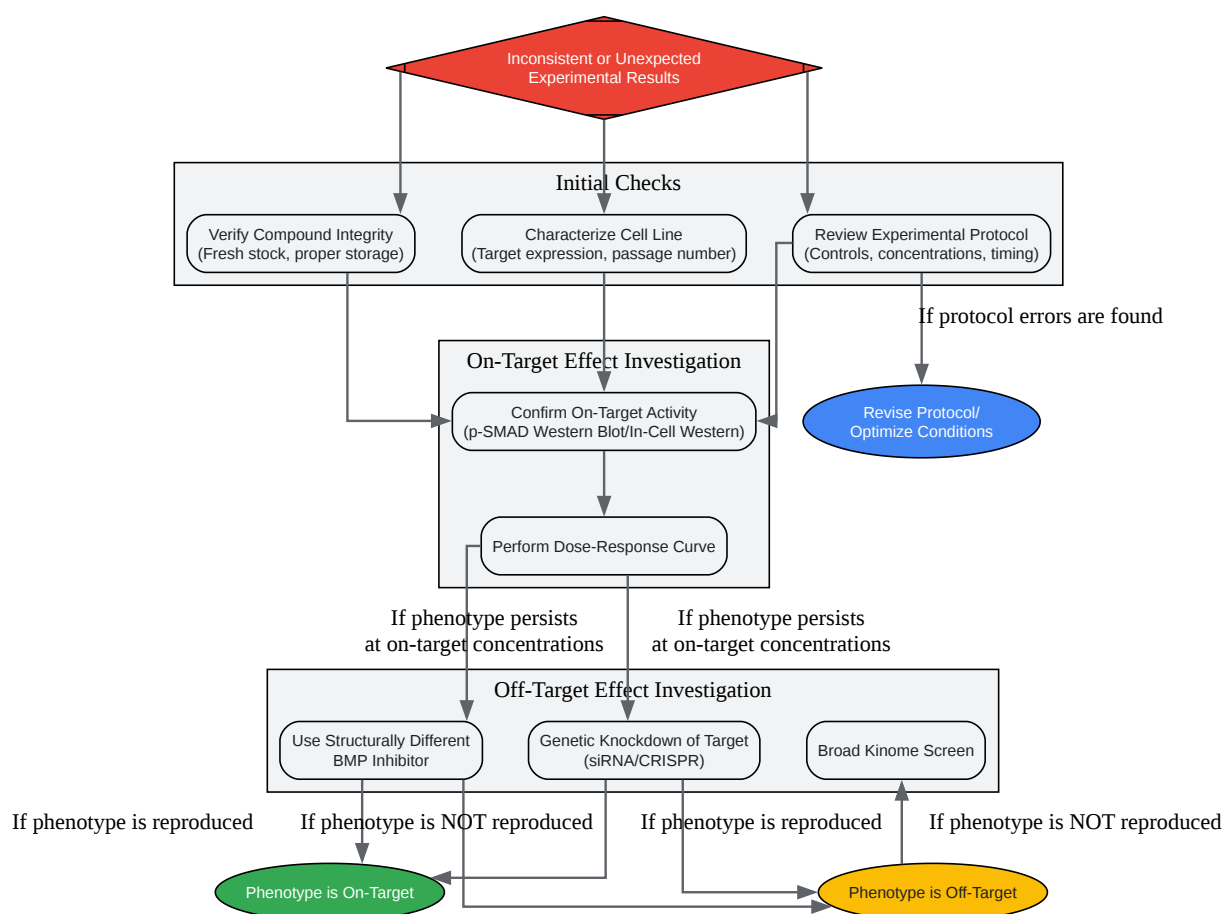 Inconsistent or Unexpected
Experimental Results
Initial Checks
Verify Compound Integrity
(Fresh stock, proper storage)
Characterize Cell Line
(Target expression, passage number)
Review Experimental Protocol
(Controls, concentrations, timing)
If protocol errors are found
On-Target Effect Investigation
Confirm On-Target Activity
(p-SMAD Western Blot/In-Cell Western)
Revise Protocol/
Optimize Conditions
Perform Dose-Response Curve
If phenotype persists
at on-target concentrations
If phenotype persists
at on-target concentrations
Off-Target Effect Investigation
Use Structurally Different
BMP Inhibitor
Genetic Knockdown of Target
(siRNA/CRISPR)
Broad Kinome Screen
If phenotype is reproduced
If phenotype is NOT reproduced
If phenotype is reproduced
If phenotype is NOT reproduced
Phenotype is On-Target
Phenotype is Off-Target